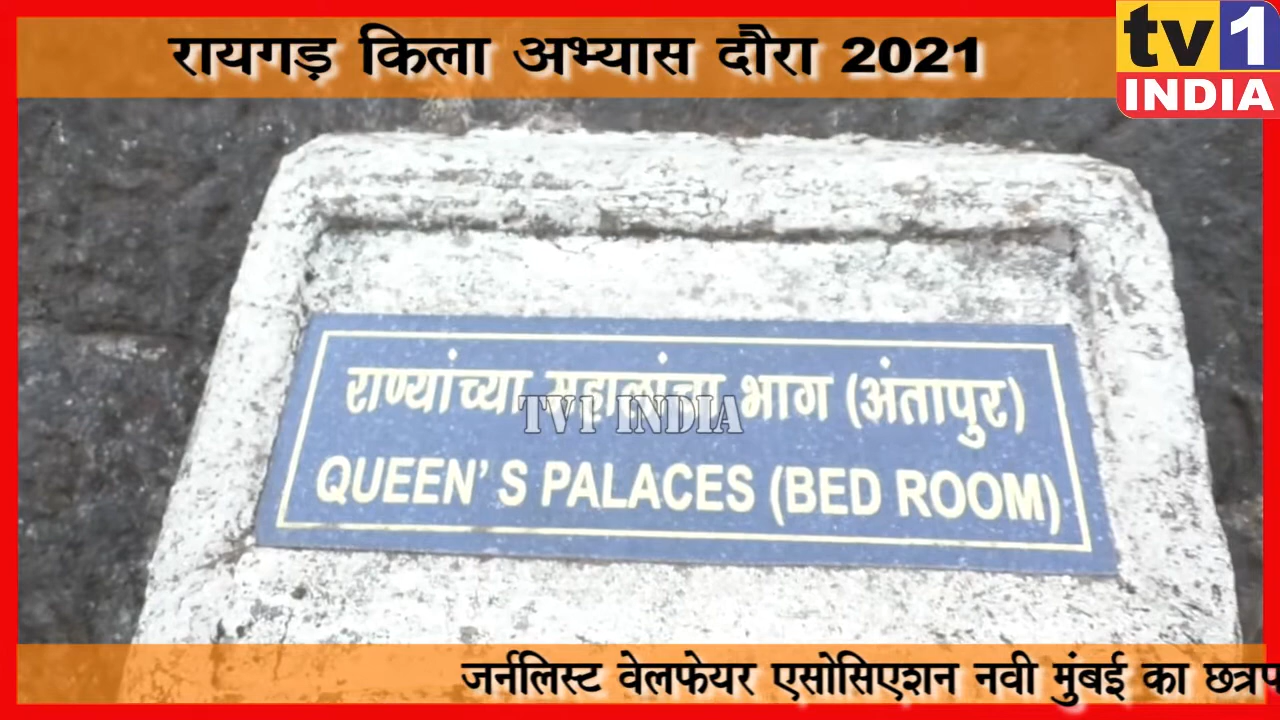 रायगड़ किला अभ्यास दौरा 2021
tv1
INDIA
राण्यांच्या महालांचा भाग (अंतापुर)
TV1 INDIA
QUEEN' S PALACES (BED ROOM)
जर्नलिस्ट वेलफेयर एसोसिएशन नवी मुंबई का